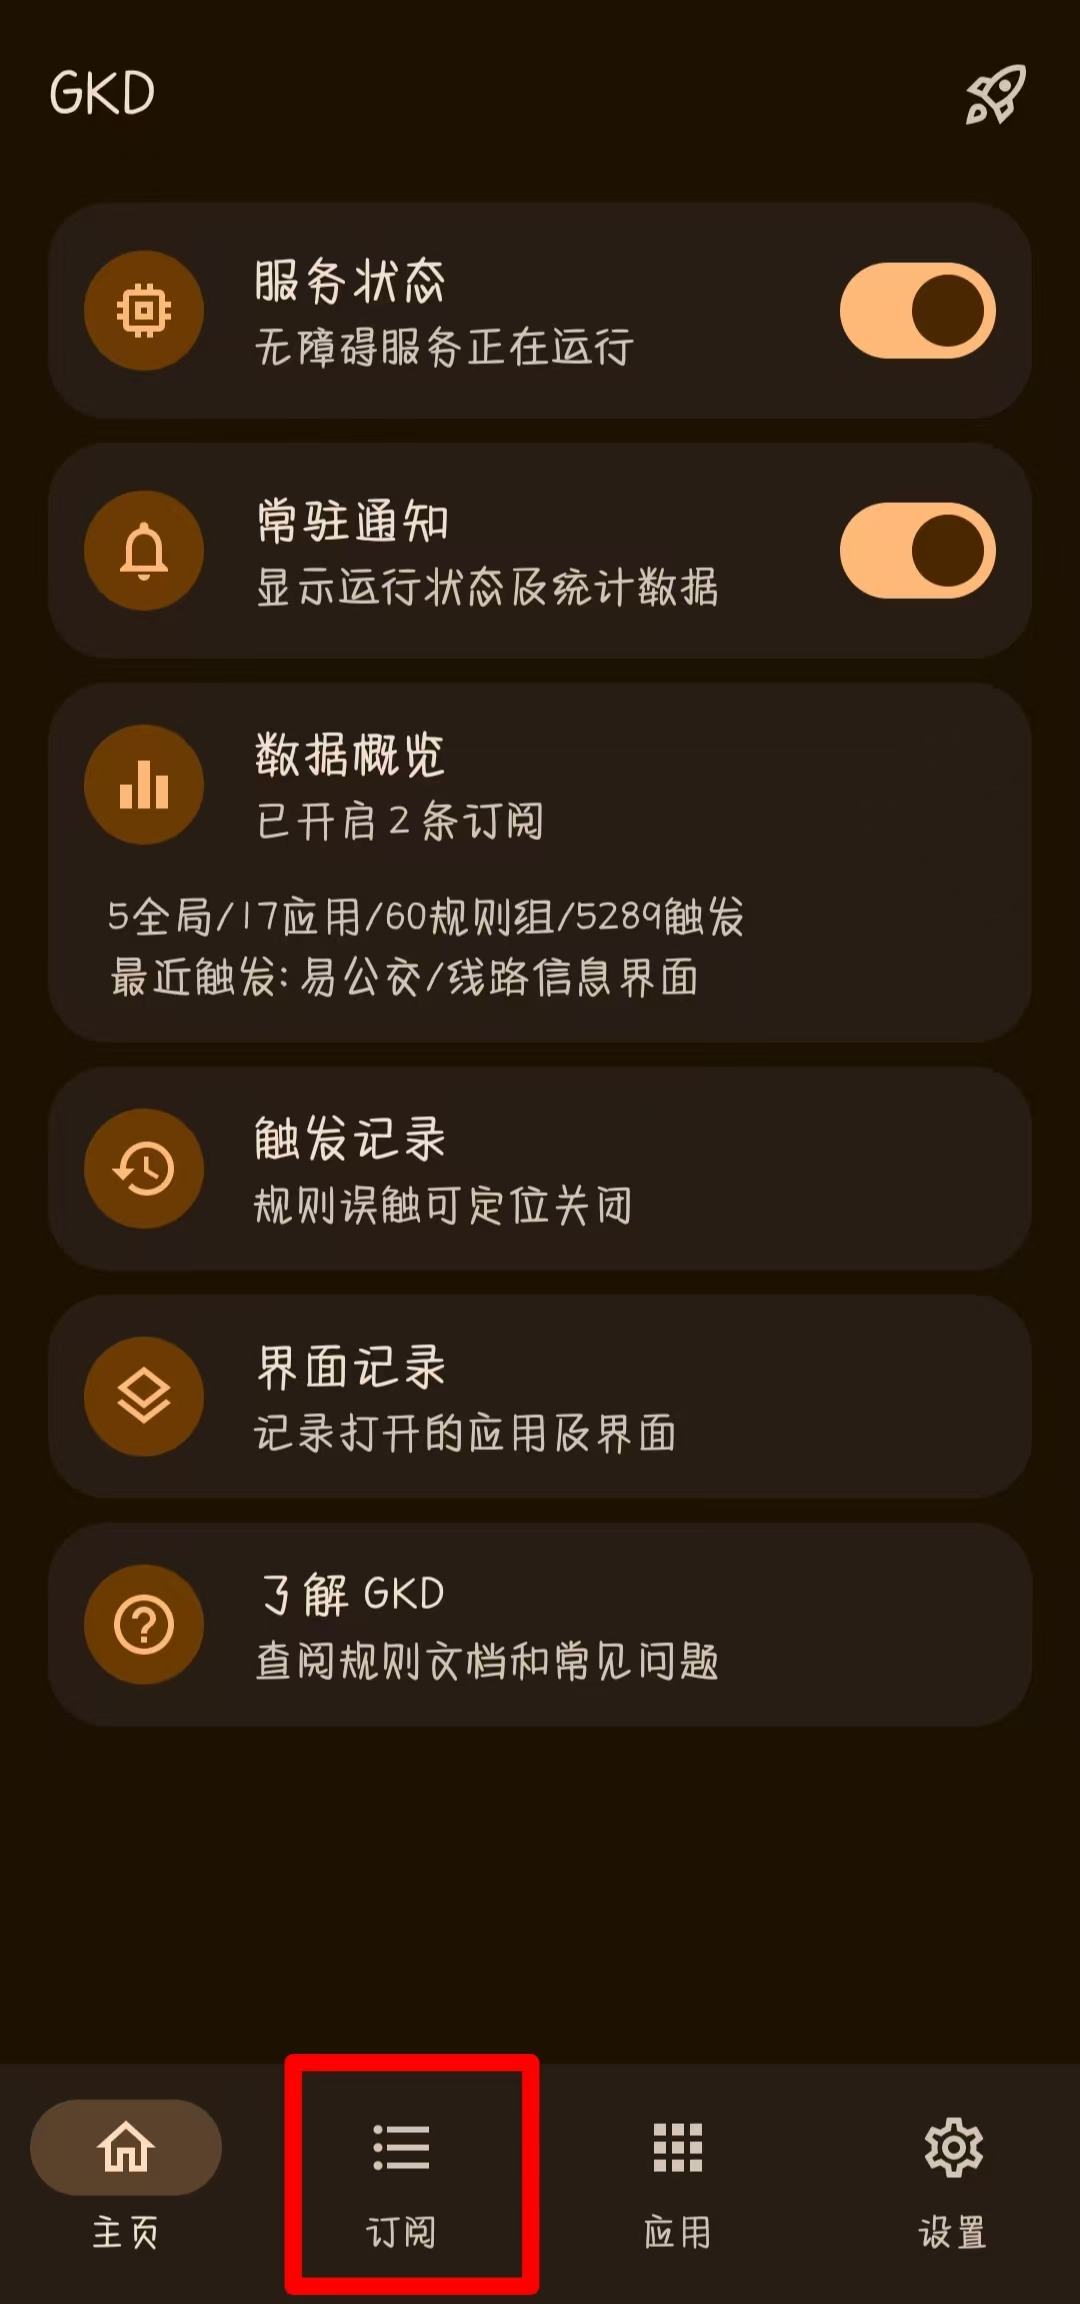 GKD
服务状态
无障碍服务正在运行
常驻通知
显示运行状态及统计数据
数据概览
已开启 2 条订阅
5全局/17应用/60规则组/5289触发
最近触发: 易公交/线路信息界面
触发记录
规则误触可定位关闭
界面记录
记录打开的应用及界面
了解 GKD
查阅规则文档和常见问题
主页
订阅
应用
设置